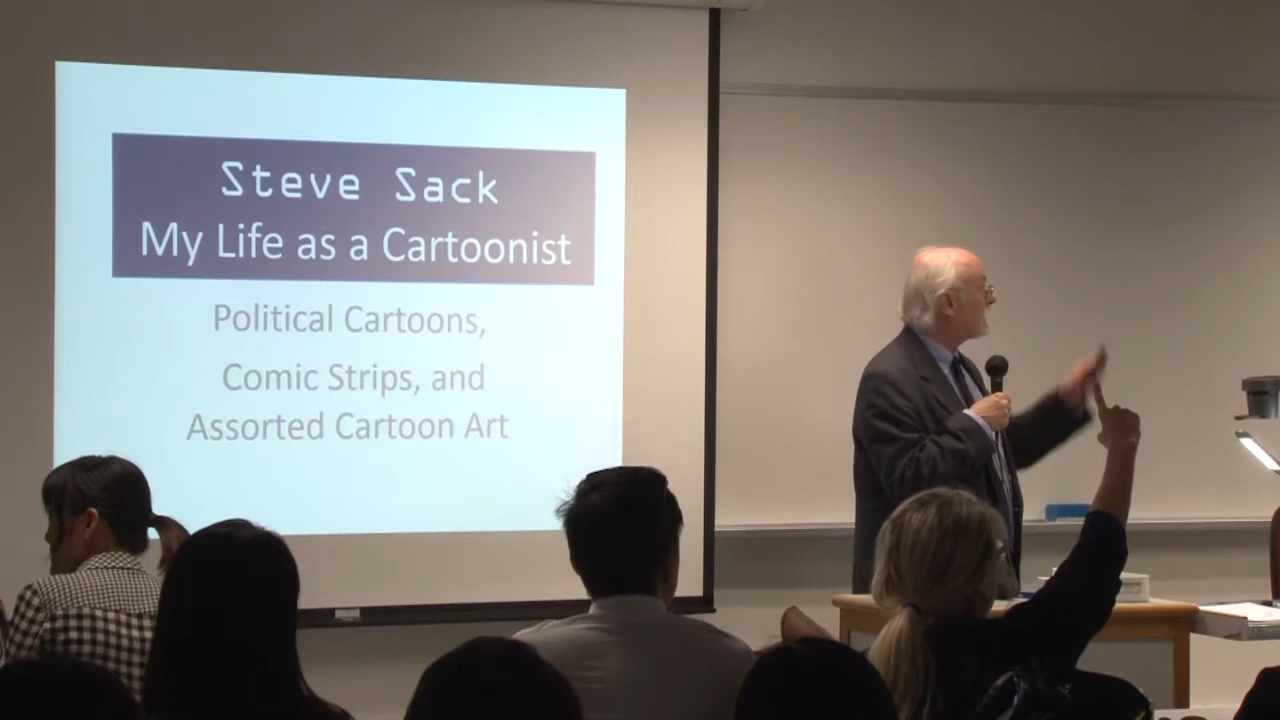 Steve Sack
My Life as a Cartoonist
Political Cartoons,
Comic Strips, and
Assorted Cartoon Art